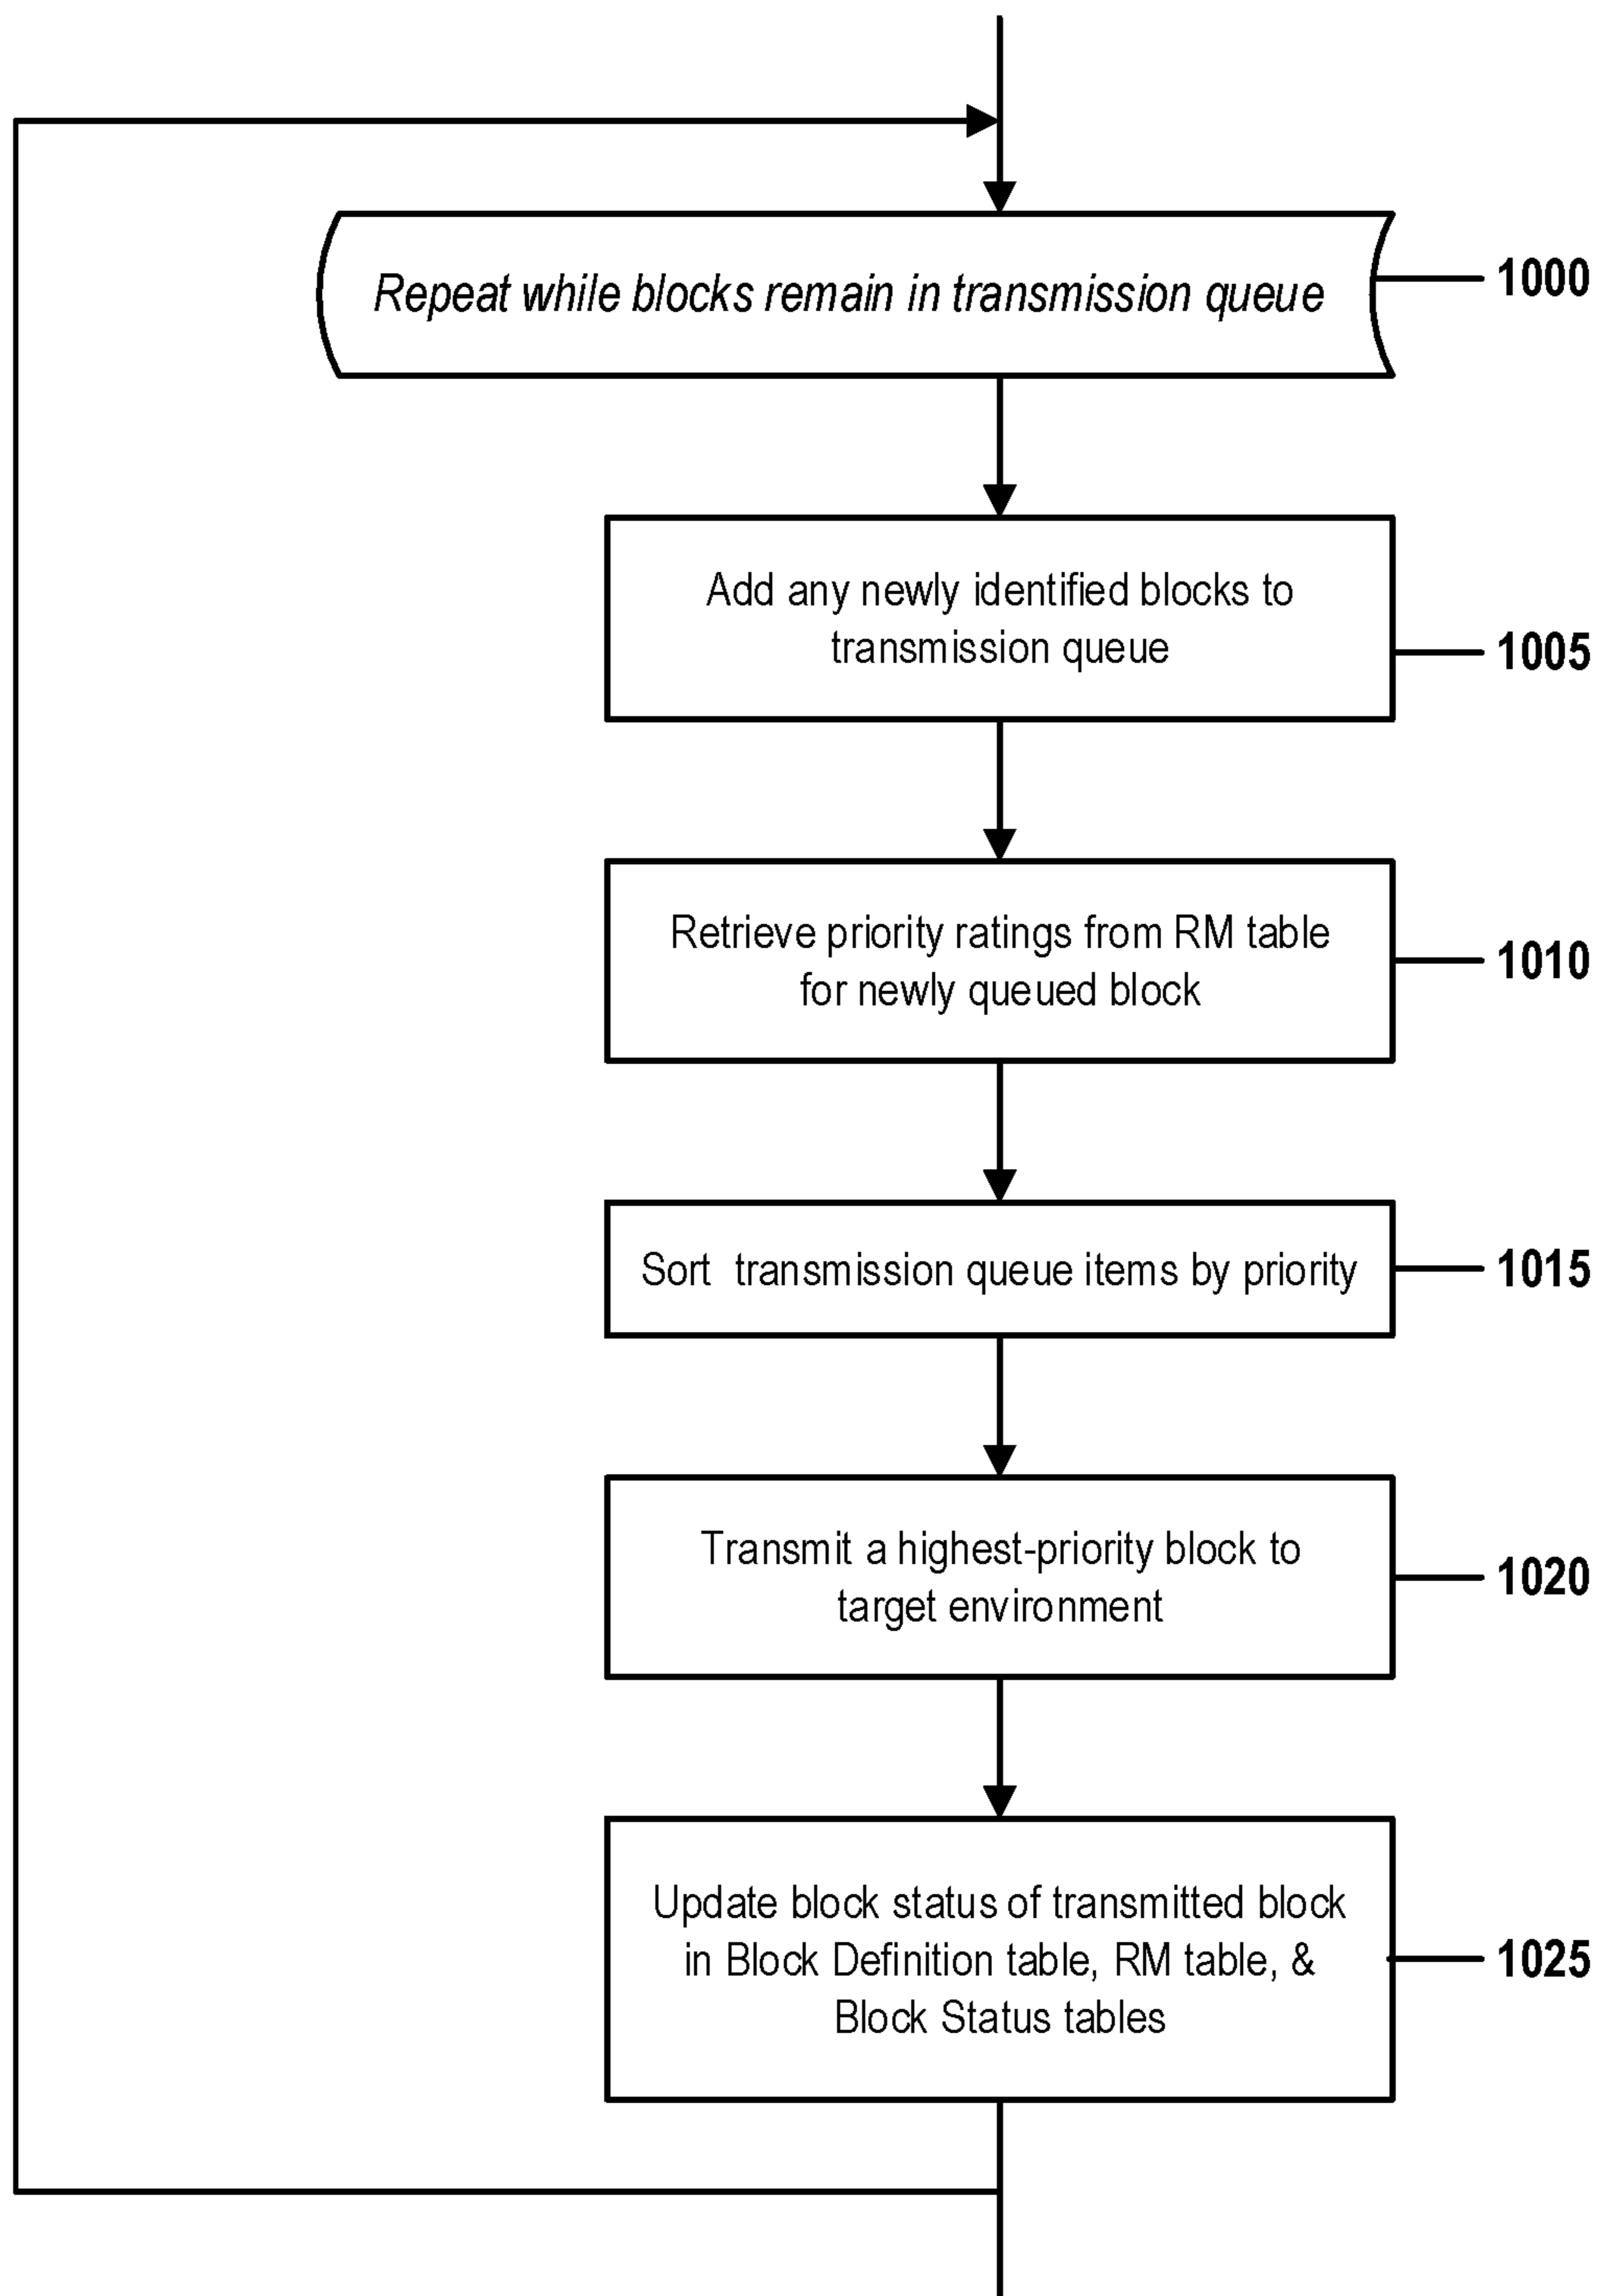 Repeat while blocks remain in transmission queue
1000
Add any newly identified blocks to
transmission queue
1005
Retrieve priority ratings from RM table
for newly queued block
1010
Sort  transmission queue items by priority
1015
Transmit a highest-priority block to
target environment
1020
Update block status of transmitted block
in Block Definition table, RM table, &
Block Status tables
1025